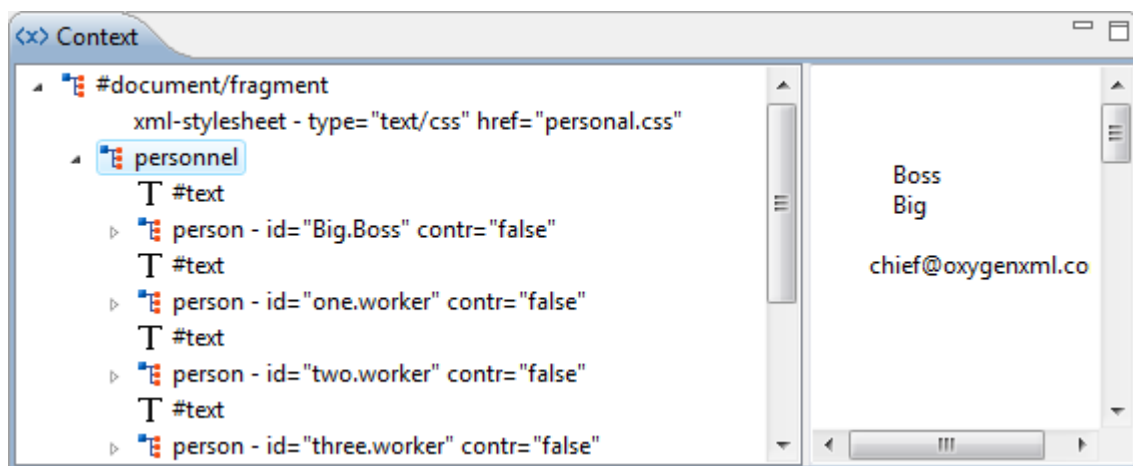 <x> Context
#document/fragment
xml-stylesheet - type="text/css" href="personal.css"
personnel
T #text
person - id="Big.Boss" contr="false"
T #text
person - id="one.worker" contr="false"
T #text
person - id="two.worker" contr="false"
T #text
person - id="three.worker" contr="false"
Boss
Big
chief@oxygenxml.co